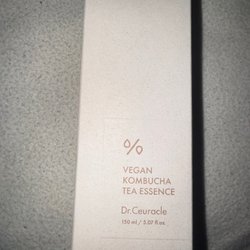 %
VEGAN
KOMBUCHA
TEA ESSENCE
Dr.Ceuracle
150 ml / 5.07 fl.oz.